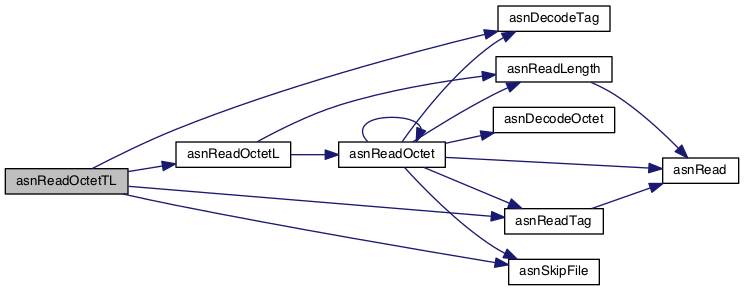 asnDecodeTag
asnReadLength
asnDecodeOctet
asnReadOctetL
asnReadOctet
asnRead
asnReadOctetTL
asnReadTag
asnSkipFile